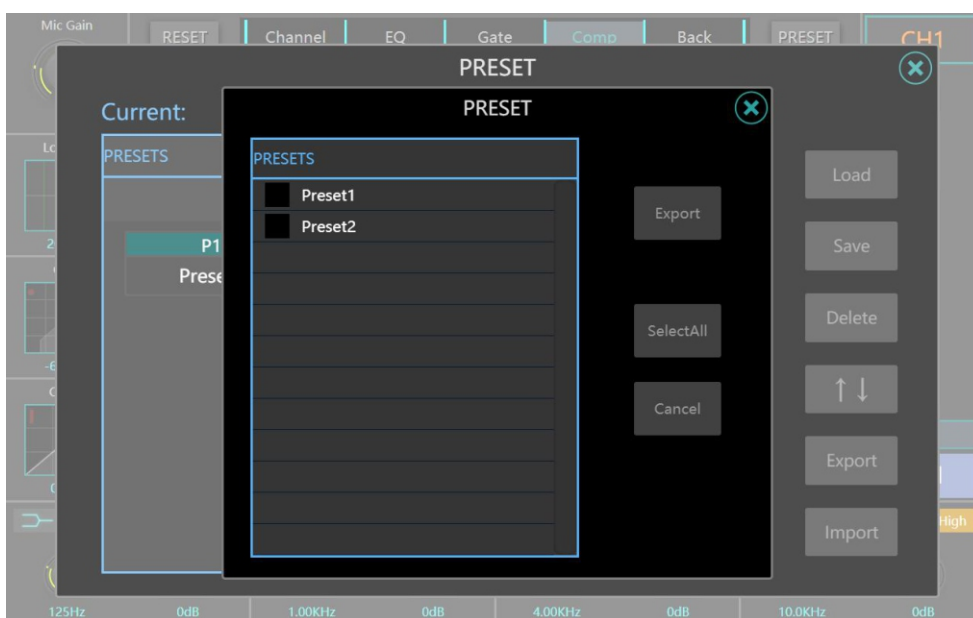 Mic Gain
RESET Channel EQ Gate Comp Back PRESET CH1
PRESET
PRESET
Current:
PRESETS
PRESETS
Preset1
Preset2
P1
Export
SelectAll
Cancel
Load
Save
Delete
↑↓
Export
Import
High
125Hz 0dB 1.00KHz 0dB 4.00KHz 0dB 10.0KHz 0dB